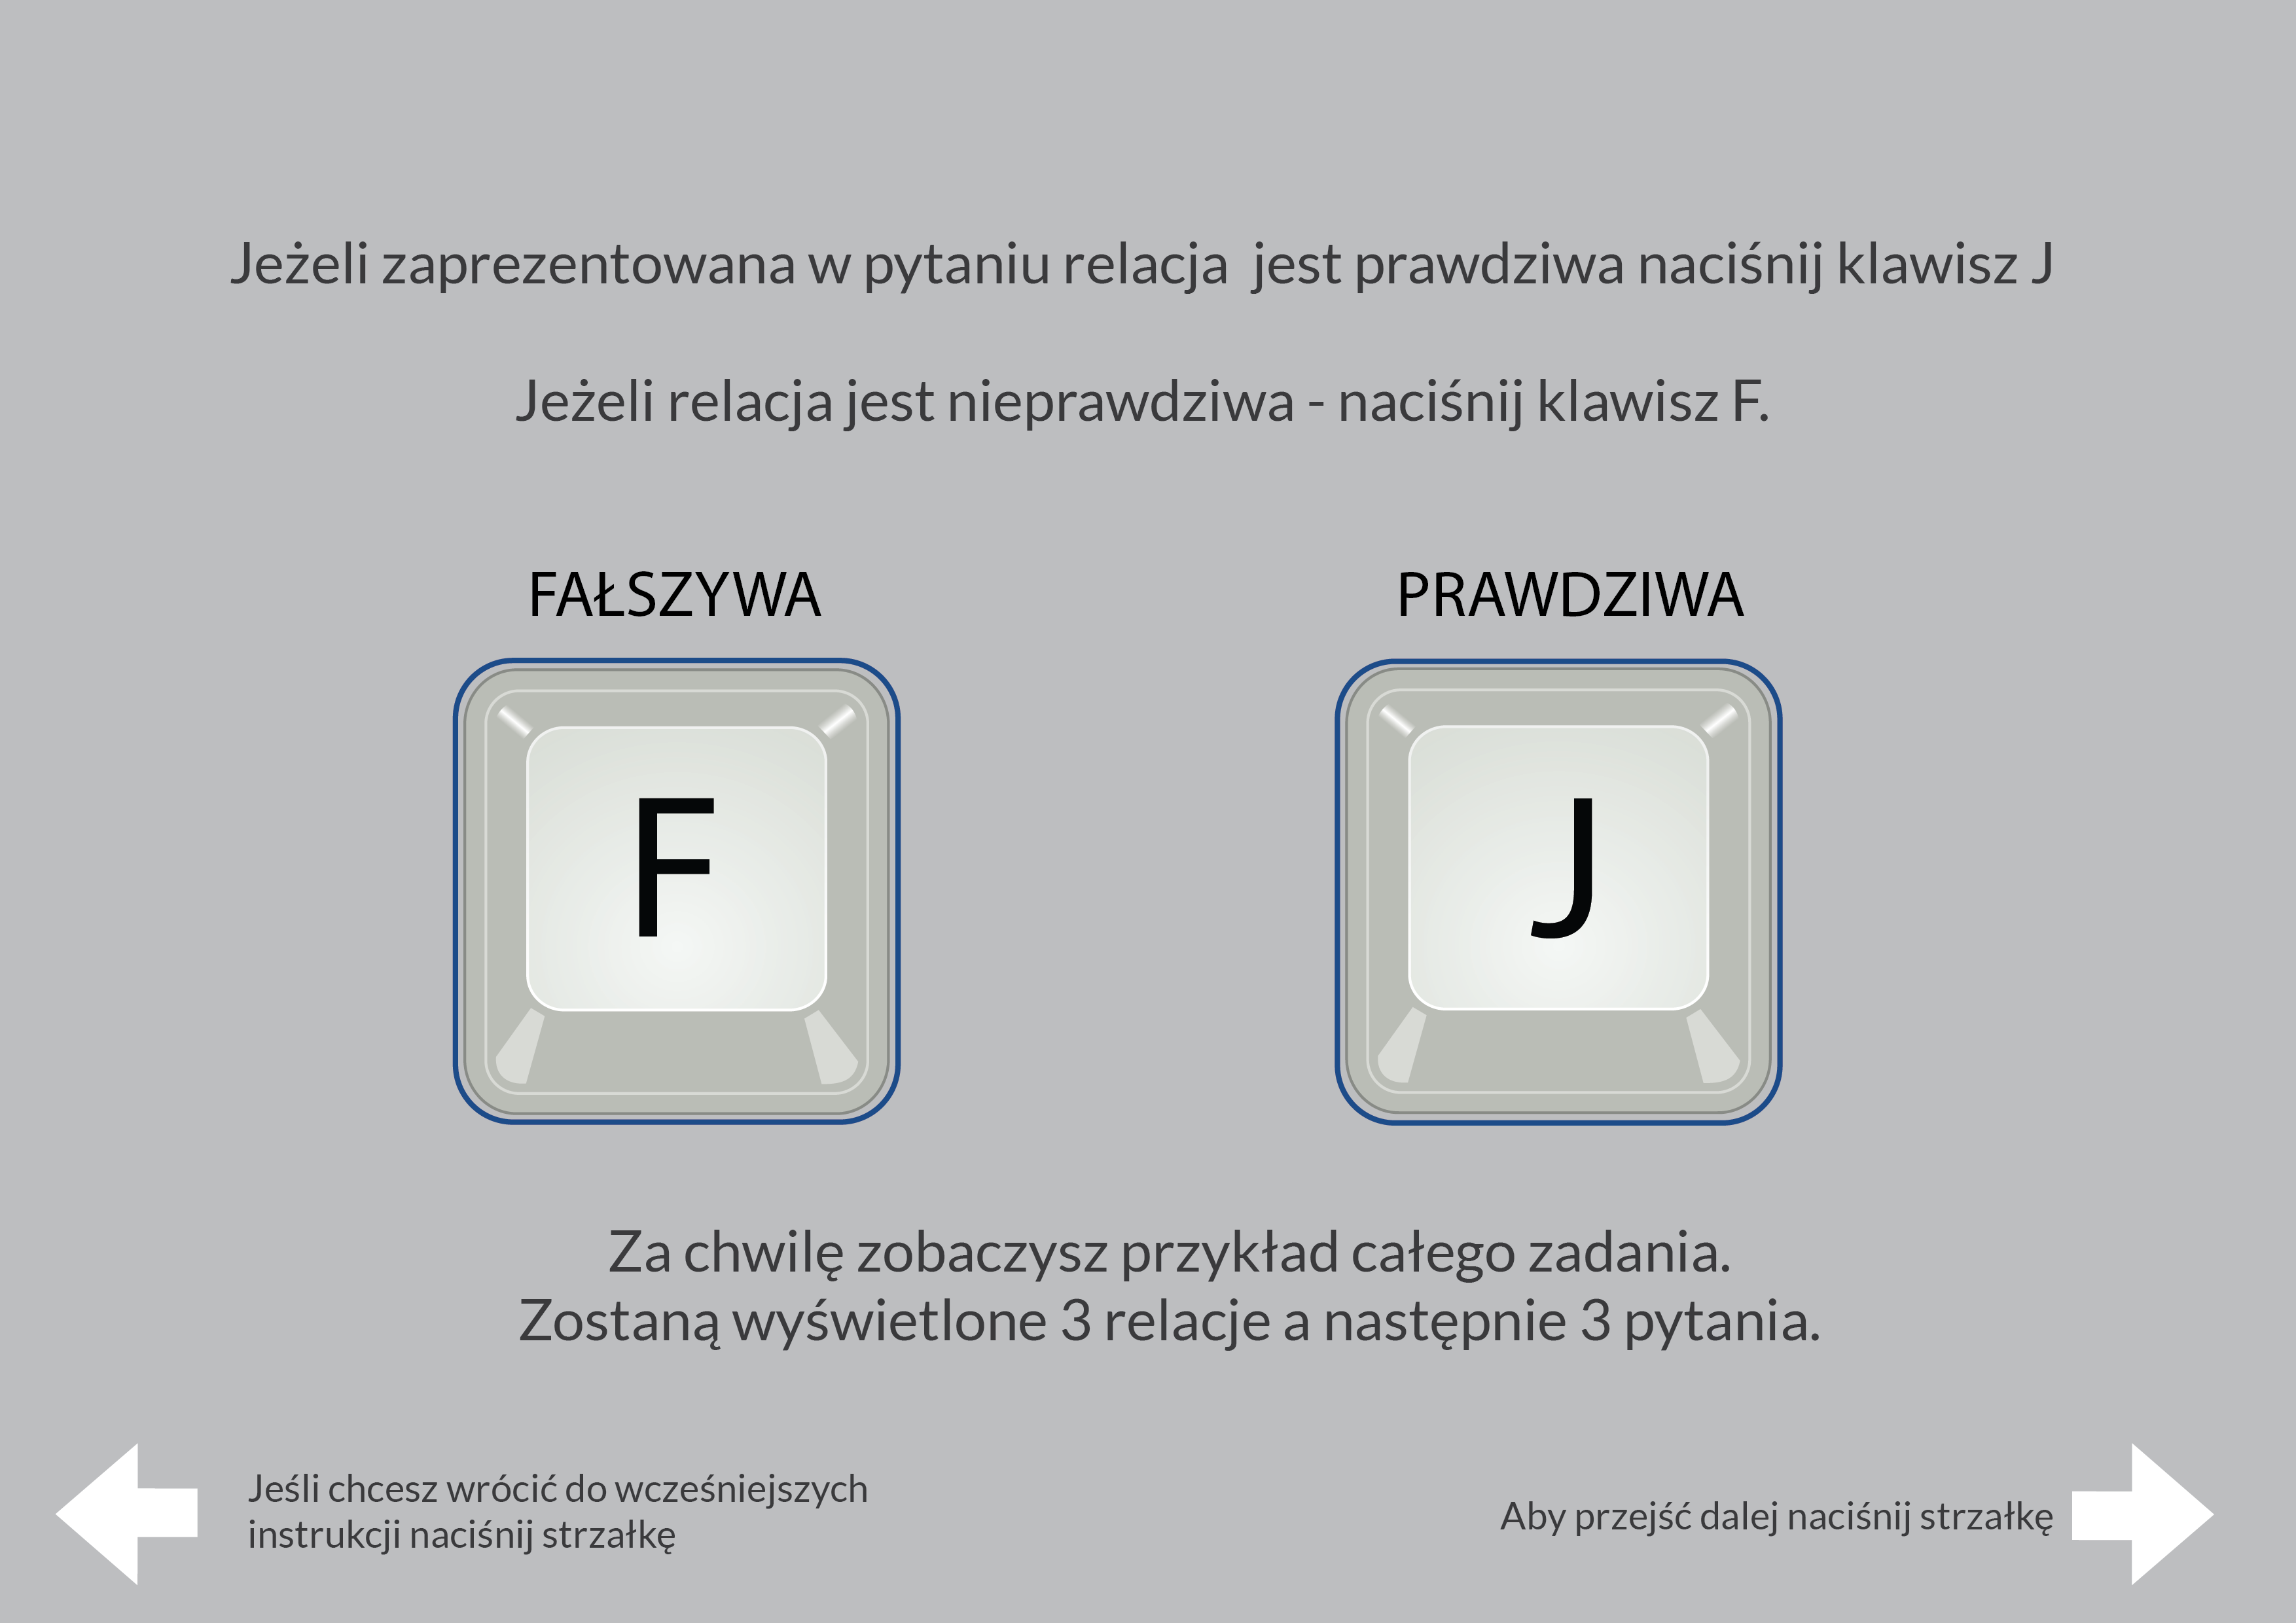 Jeżeli zaprezentowana w pytaniu relacja  jest prawdziwa naciśnij klawisz J
Jeżeli relacja jest nieprawdziwa - naciśnij klawisz F.
FAŁSZYWA
PRAWDZIWA
F
J
Za chwilę zobaczysz przykład całego zadania.
Zostaną wyświetlone 3 relacje a następnie 3 pytania.
Jeśli chcesz wrócić do wcześniejszych
instrukcji naciśnij strzałkę
Aby przejść dalej naciśnij strzałkę